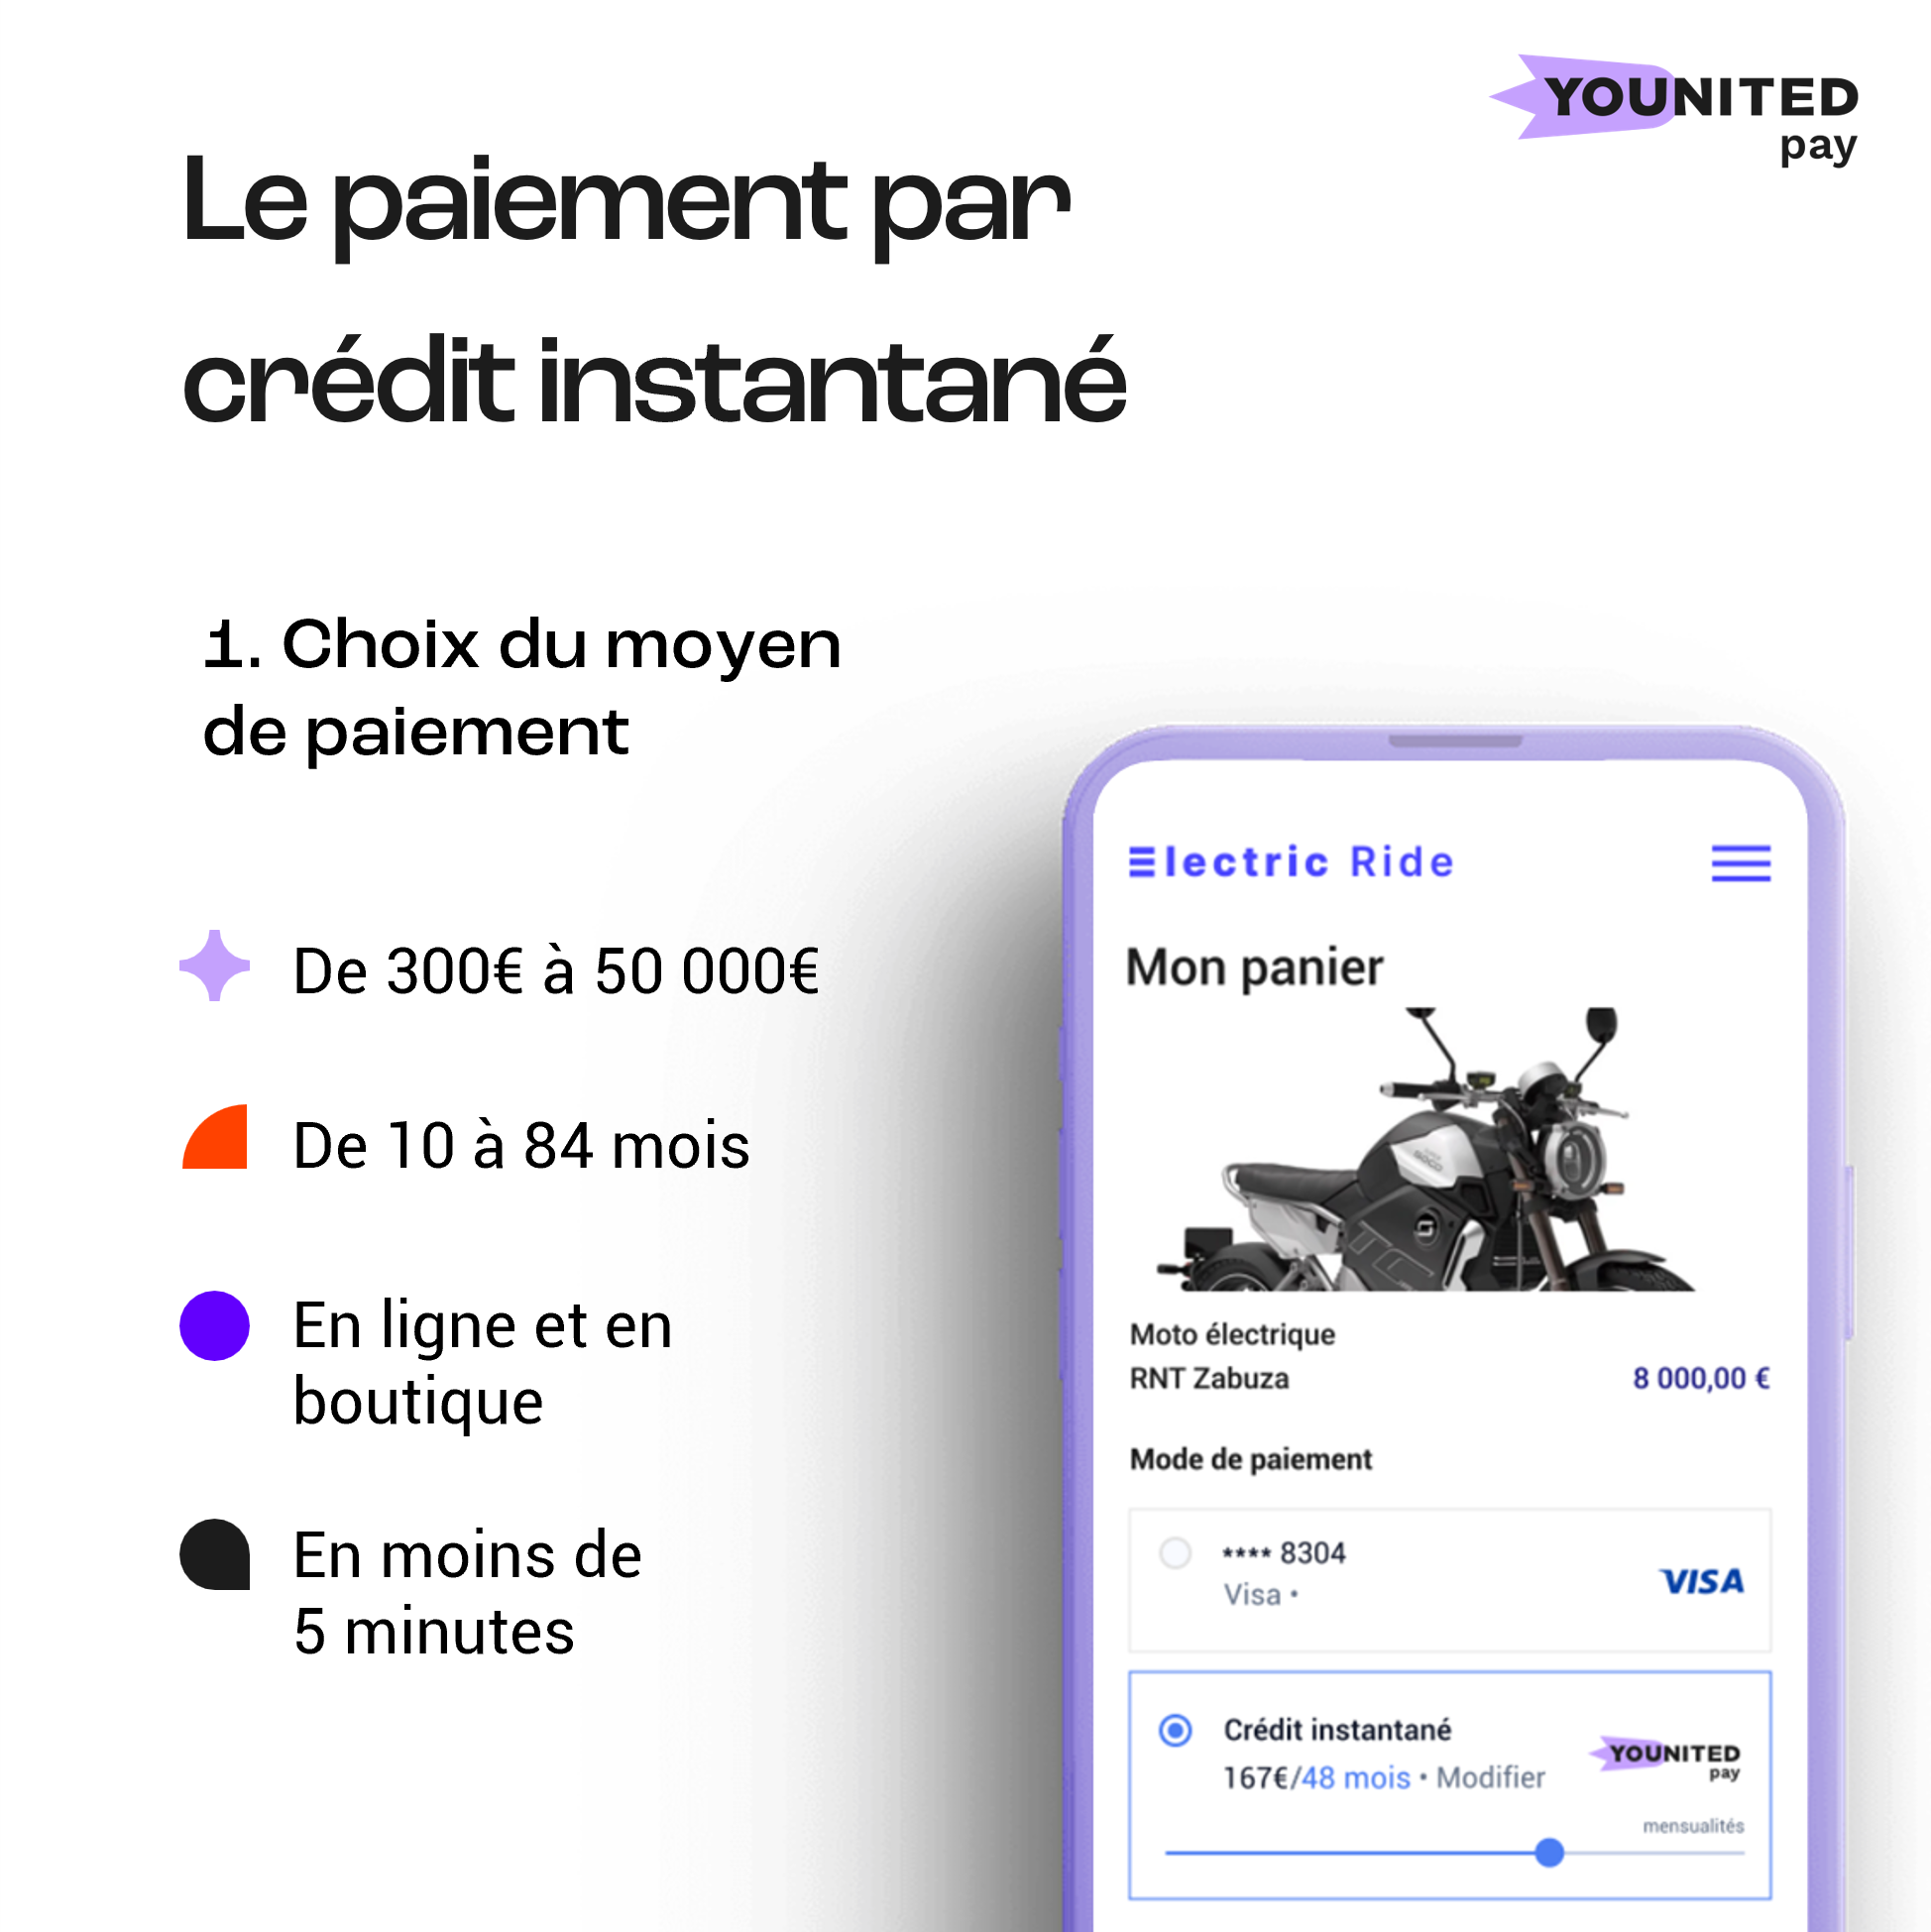 YOUNITED
pay
Le paiement par
crédit instantané
1. Choix du moyen
de paiement
De 300€ à 50 000€
De 10 à 84 mois
En ligne et en
boutique
En moins de
5 minutes
Electric Ride
Mon panier
Moto électrique
RNT Zabuza
8 000,00 €
Mode de paiement
**** 8304
Visa •
VISA
Crédit instantané
167€/48 mois • Modifier
YOUNITED
pay
mensualités